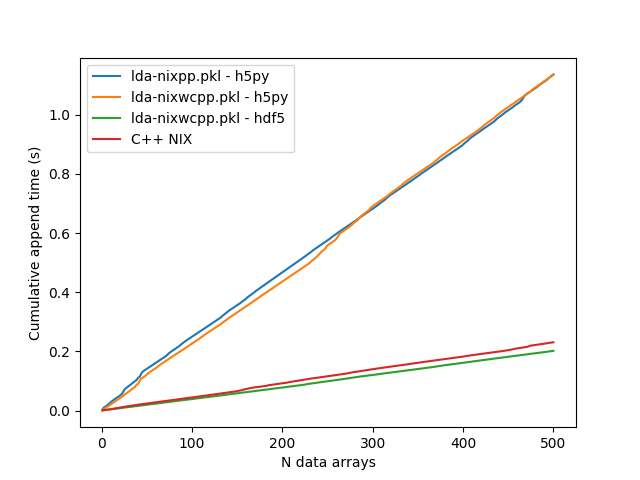 lda-nixpp.pkl - h5py
lda-nixwcpp.pkl - h5py
lda-nixwcpp.pkl - hdf5
C++ NIX
Cumulative append time (s)
1.0
0.8
0.6
0.4
0.2
0.0
0
100
200
300
400
500
N data arrays